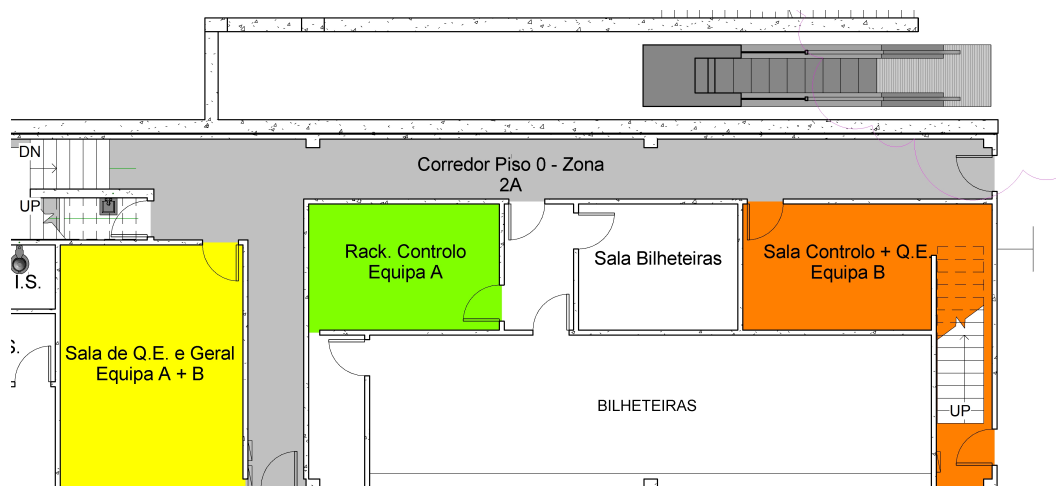 DN
Corredor Piso 0 - Zona
2A
UP
Rack. Controlo
Equipa A
Sala Bilheteiras
Sala Controlo + Q.E.
Equipa B
I.S.
S.
Sala de Q.E. e Geral
Equipa A + B
BILHETEIRAS
UP